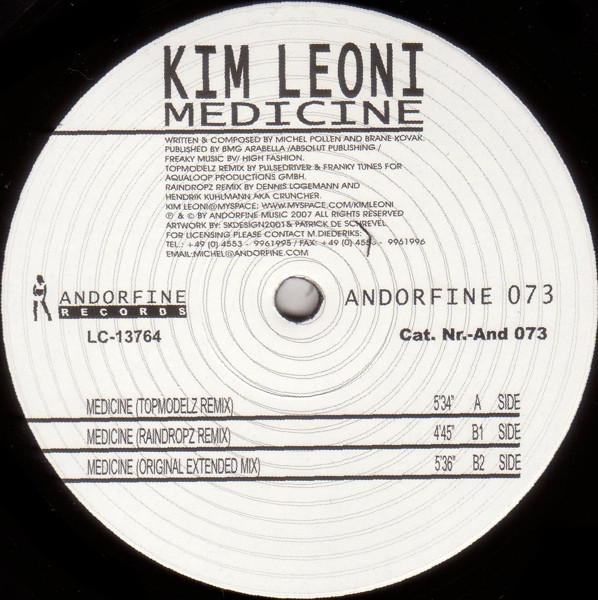 KIM LEONI
MEDICINE
WRITTEN & COMPOSED BY MICHEL POLLEN AND BRANE KOVAK.
PUBLISHED BY BMG ARABELLA /ABSOLUT PUBLISHING /
FREAKY MUSIC BV/ HIGH FASHION.
TOPMODELZ REMIX BY PULSEDRIVER & FRANKY TUNES FOR
AQUALOOP PRODUCTIONS GMBH.
RAINDROPZ REMIX BY DENNIS LOGEMANN AND
HENDRIK KUHLMANN AKA CRUNCHER.
KIM LEONI@MYSPACE: WWW.MYSPACE.COM/KIMLEONI
℗ & © BY ANDORFINE MUSIC 2007 ALL RIGHTS RESERVED
ARTWORK BY: SKDESIGN2001& PATRICK DE SCHREVEL
FOR LICENSING PLEASE CONTACT M.DIEDERIKS:
TEL.: +49 (0) 4553 - 9961995 / FAX: +49 (0) 4553 - 9961996
EMAIL:MICHEL@ANDORFINE.COM
ANDORFINE
RECORDS
LC-13764
ANDORFINE 073
Cat. Nr.-And 073
MEDICINE (TOPMODELZ REMIX) 5'34" A SIDE
MEDICINE (RAINDROPZ REMIX) 4'45" B1 SIDE
MEDICINE (ORIGINAL EXTENDED MIX) 5'36" B2 SIDE